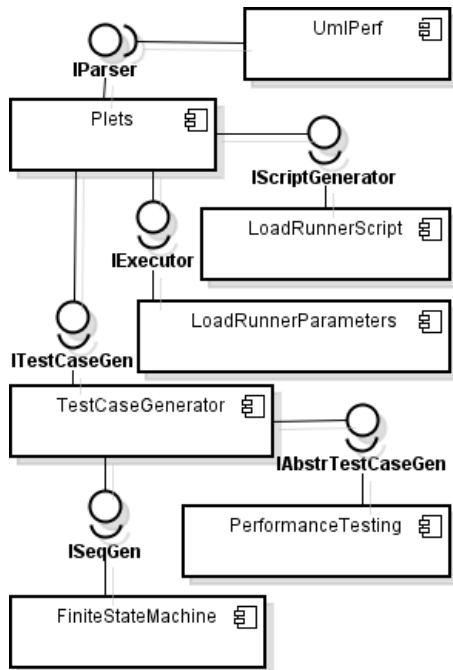 UmlPerf
IParser
Plets
IScriptGenerator
LoadRunnerScript
IExecutor
LoadRunnerParameters
ITestCaseGen
TestCaseGenerator
IAbstrTestCaseGen
PerformanceTesting
ISeqGen
FiniteStateMachine